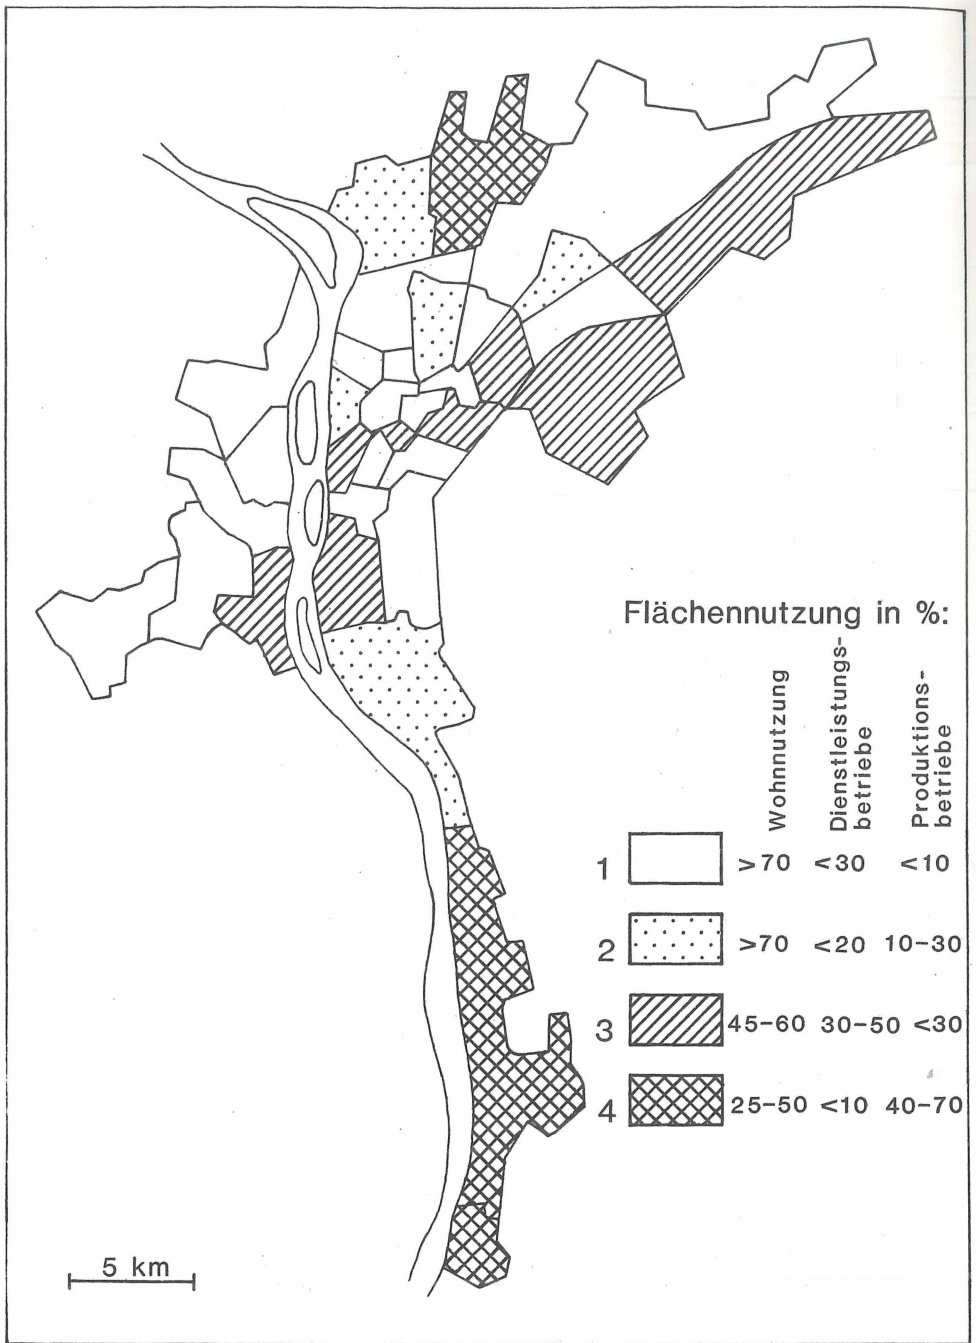 Flächennutzung in %:
Wohnnutzung
Dienstleistungs-
betriebe
Produktions-
betriebe
1 >70 <30 <10
2 >70 <20 10-30
3 45-60 30-50 <30
4 25-50 <10 40-70
5 km